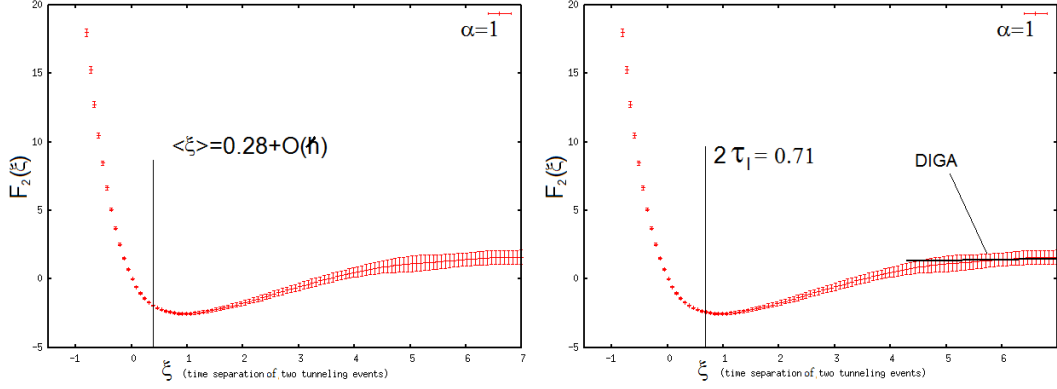 20
15
10
5
0
-5
F₂(ξ)
α=1
<ξ>=0.28+O(ℏ)
-1 0 1 2 3 4 5 6 7
ξ (time separation of two tunneling events)
20
15
10
5
0
-5
F₂(ξ)
α=1
2 τ_I = 0.71
DIGA
-1 0 1 2 3 4 5 6
ξ (time separation of two tunneling events)